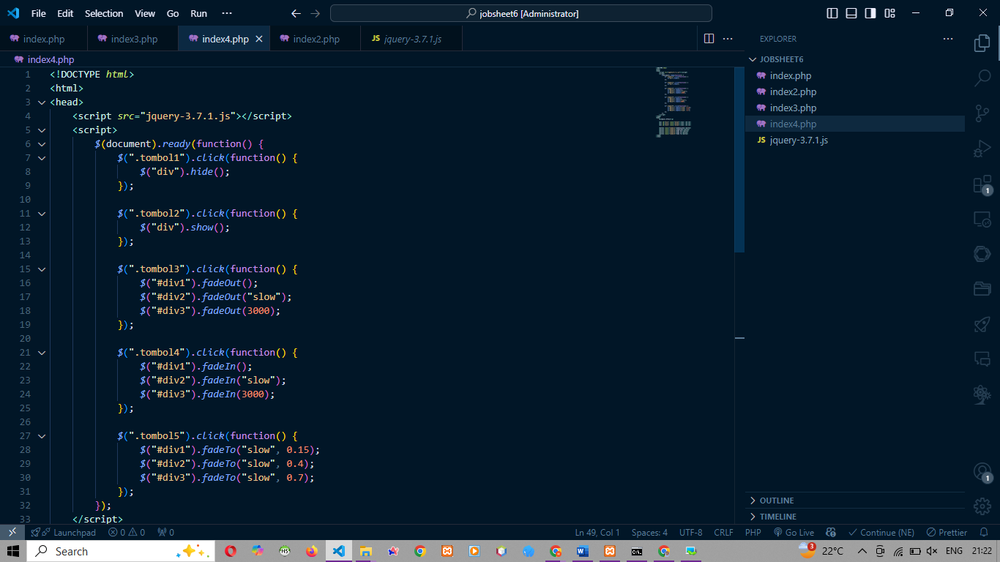 File Edit Selection View Go Run ··· jobsheet6 [Administrator]
index.php index3.php index4.php index2.php JS jquery-3.7.1.js
index4.php
1 <!DOCTYPE html>
2 <html>
3 <head>
4 <script src="jquery-3.7.1.js"></script>
5 <script>
6 $(document).ready(function() {
7 $(".tombol1").click(function() {
8 $("div").hide();
9 });
10
11 $(".tombol2").click(function() {
12 $("div").show();
13 });
14
15 $(".tombol3").click(function() {
16 $("#div1").fadeOut();
17 $("#div2").fadeOut("slow");
18 $("#div3").fadeOut(3000);
19 });
20
21 $(".tombol4").click(function() {
22 $("#div1").fadeIn();
23 $("#div2").fadeIn("slow");
24 $("#div3").fadeIn(3000);
25 });
26
27 $(".tombol5").click(function() {
28 $("#div1").fadeTo("slow", 0.15);
29 $("#div2").fadeTo("slow", 0.4);
30 $("#div3").fadeTo("slow", 0.7);
31 });
32 });
33 </script>
EXPLORER
JOBSHEET6
index.php
index2.php
index3.php
index4.php
JS jquery-3.7.1.js
OUTLINE
TIMELINE
1
1
Launchpad 0 0 0 Ln 49, Col 1 Spaces: 4 UTF-8 CRLF PHP Go Live Continue (NE) Prettier
Search 3 22°C ENG 21:22